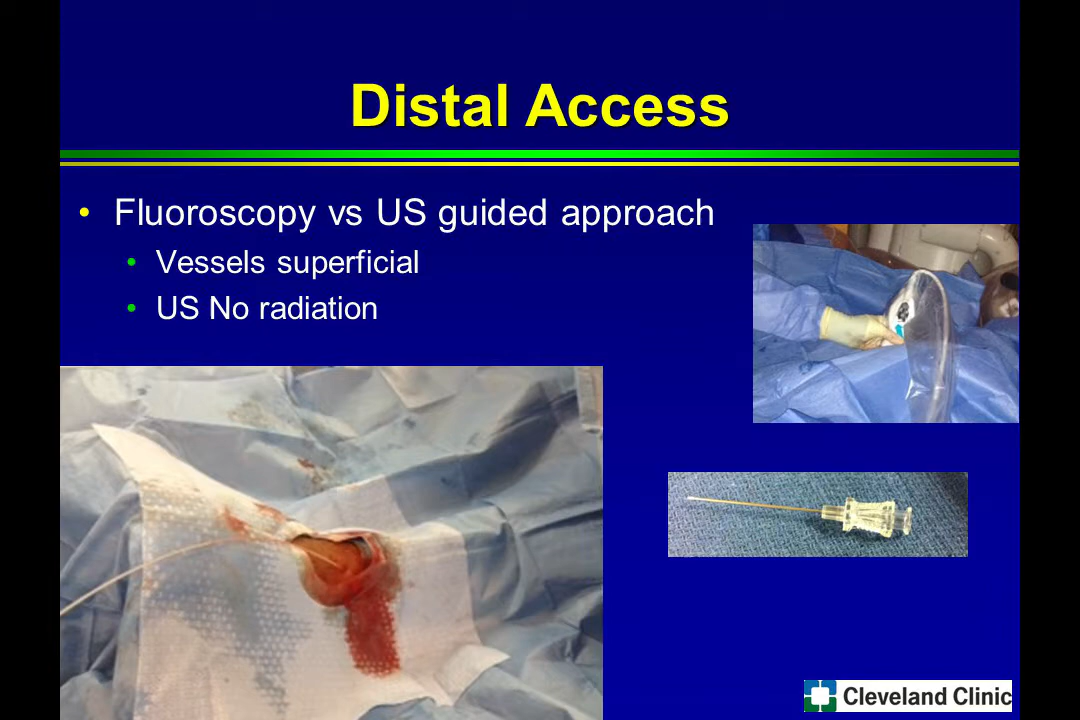 Distal Access
Fluoroscopy vs US guided approach
Vessels superficial
US No radiation
Cleveland Clinic